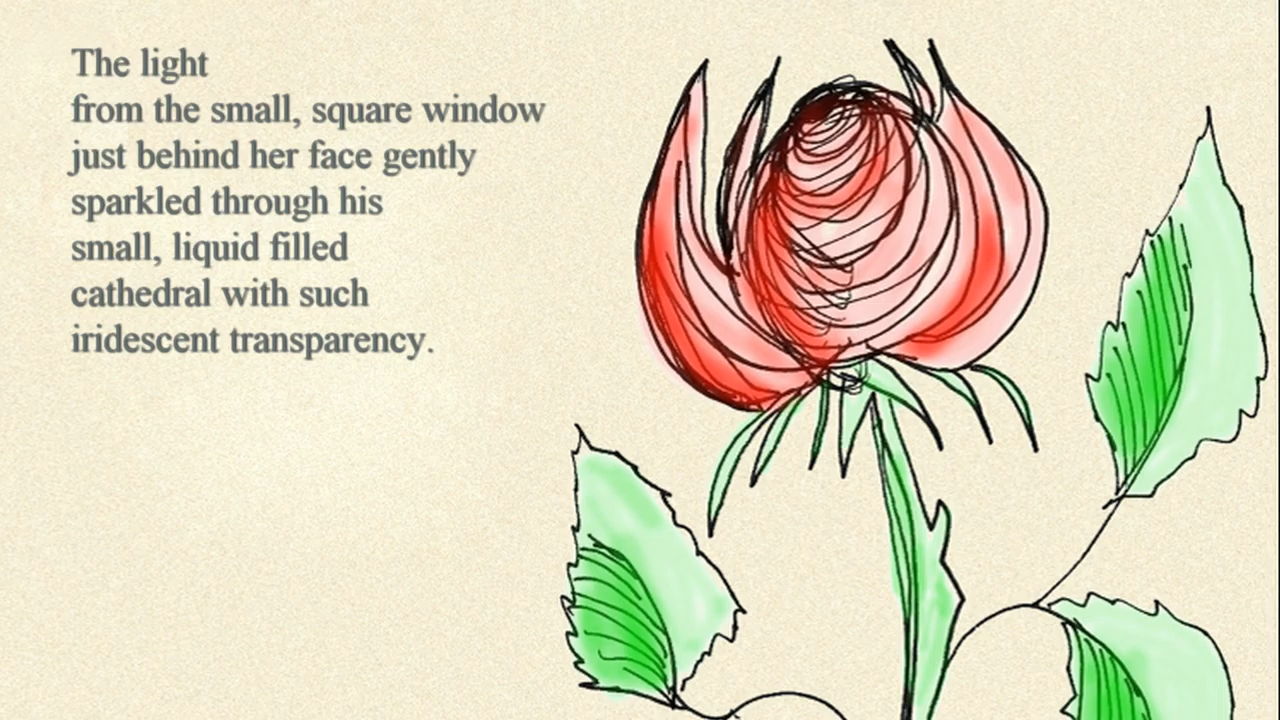 The light
from the small, square window
just behind her face gently
sparkled through his
small, liquid filled
cathedral with such
iridescent transparency.